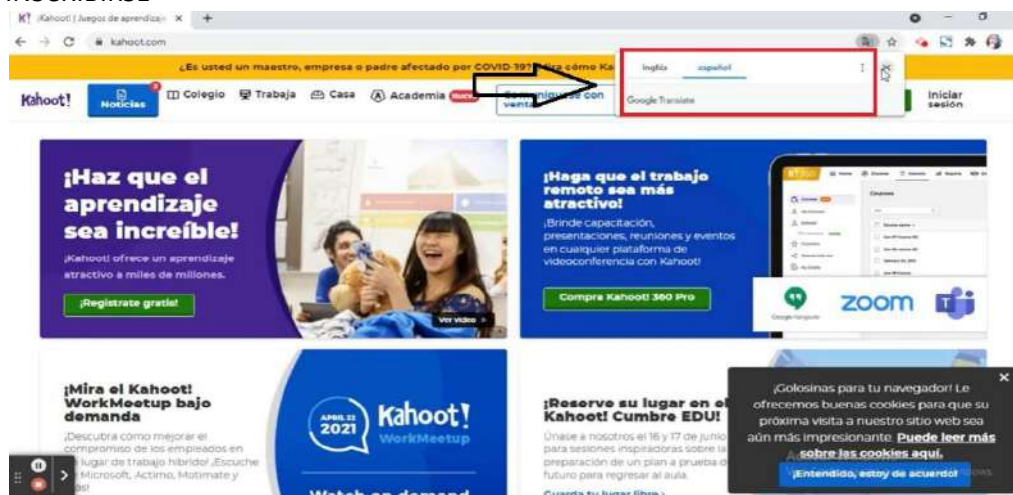 Kahoot! | Juegos de aprendizaje
kahoot.com
¿Es usted un maestro, empresa o padre afectado por COVID-19? Mira cómo Ka
inglés español
Google Translate
Kahoot!
Noticias
Colegio
Trabaja
Casa
Academia
Comuníquese con
venta
Iniciar
sesión
¡Haz que el
aprendizaje
sea increíble!
¡Kahoot! ofrece un aprendizaje
atractivo a miles de millones.
¡Registrate gratis!
Ver video
¡Haga que el trabajo
remoto sea más
atractivo!
¡Brinde capacitación,
presentaciones, reuniones y eventos
en cualquier plataforma de
videoconferencia con Kahoot!
Compra Kahoot! 360 Pro
Courses
Google Hangouts
zoom
¡Mira el Kahoot!
WorkMeetup bajo
demanda
¡Descubra cómo mejorar el
compromiso de los empleados en
lugar de trabajo híbrido! ¡Escuche
Microsoft, Actimo, Motimate y
APRIL 22
2021
Kahoot!
WorkMeetup
Watch on demand
¡Reserve su lugar en el
Kahoot! Cumbre EDU!
Únase a nosotros el 16 y 17 de junio
para sesiones inspiradoras sobre la
preparación de un plan a prueba d
futuro para regresar al aula.
Guarda tu lugar libre ›
¡Golosinas para tu navegador! Le
ofrecemos buenas cookies para que su
próxima visita a nuestro sitio web sea
aún más impresionante. Puede leer más
sobre las cookies aquí.
¡Entendido, estoy de acuerdo!